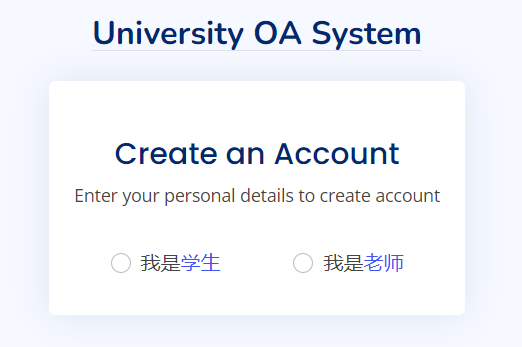 University OA System
Create an Account
Enter your personal details to create account
我是学生 我是老师